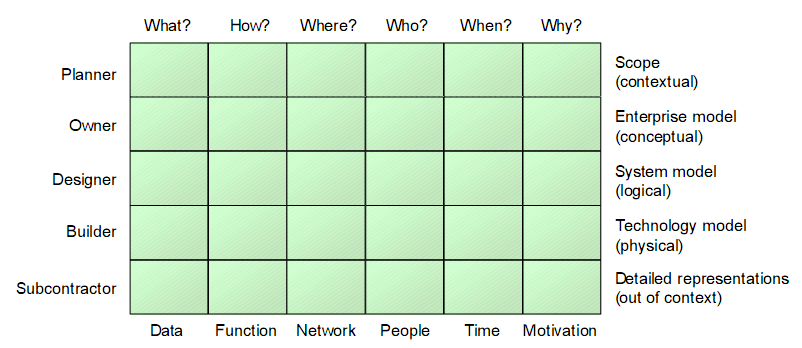 What? How? Where? Who? When? Why?
Planner
Scope
(contextual)
Owner
Enterprise model
(conceptual)
Designer
System model
(logical)
Builder
Technology model
(physical)
Subcontractor
Detailed representations
(out of context)
Data Function Network People Time Motivation